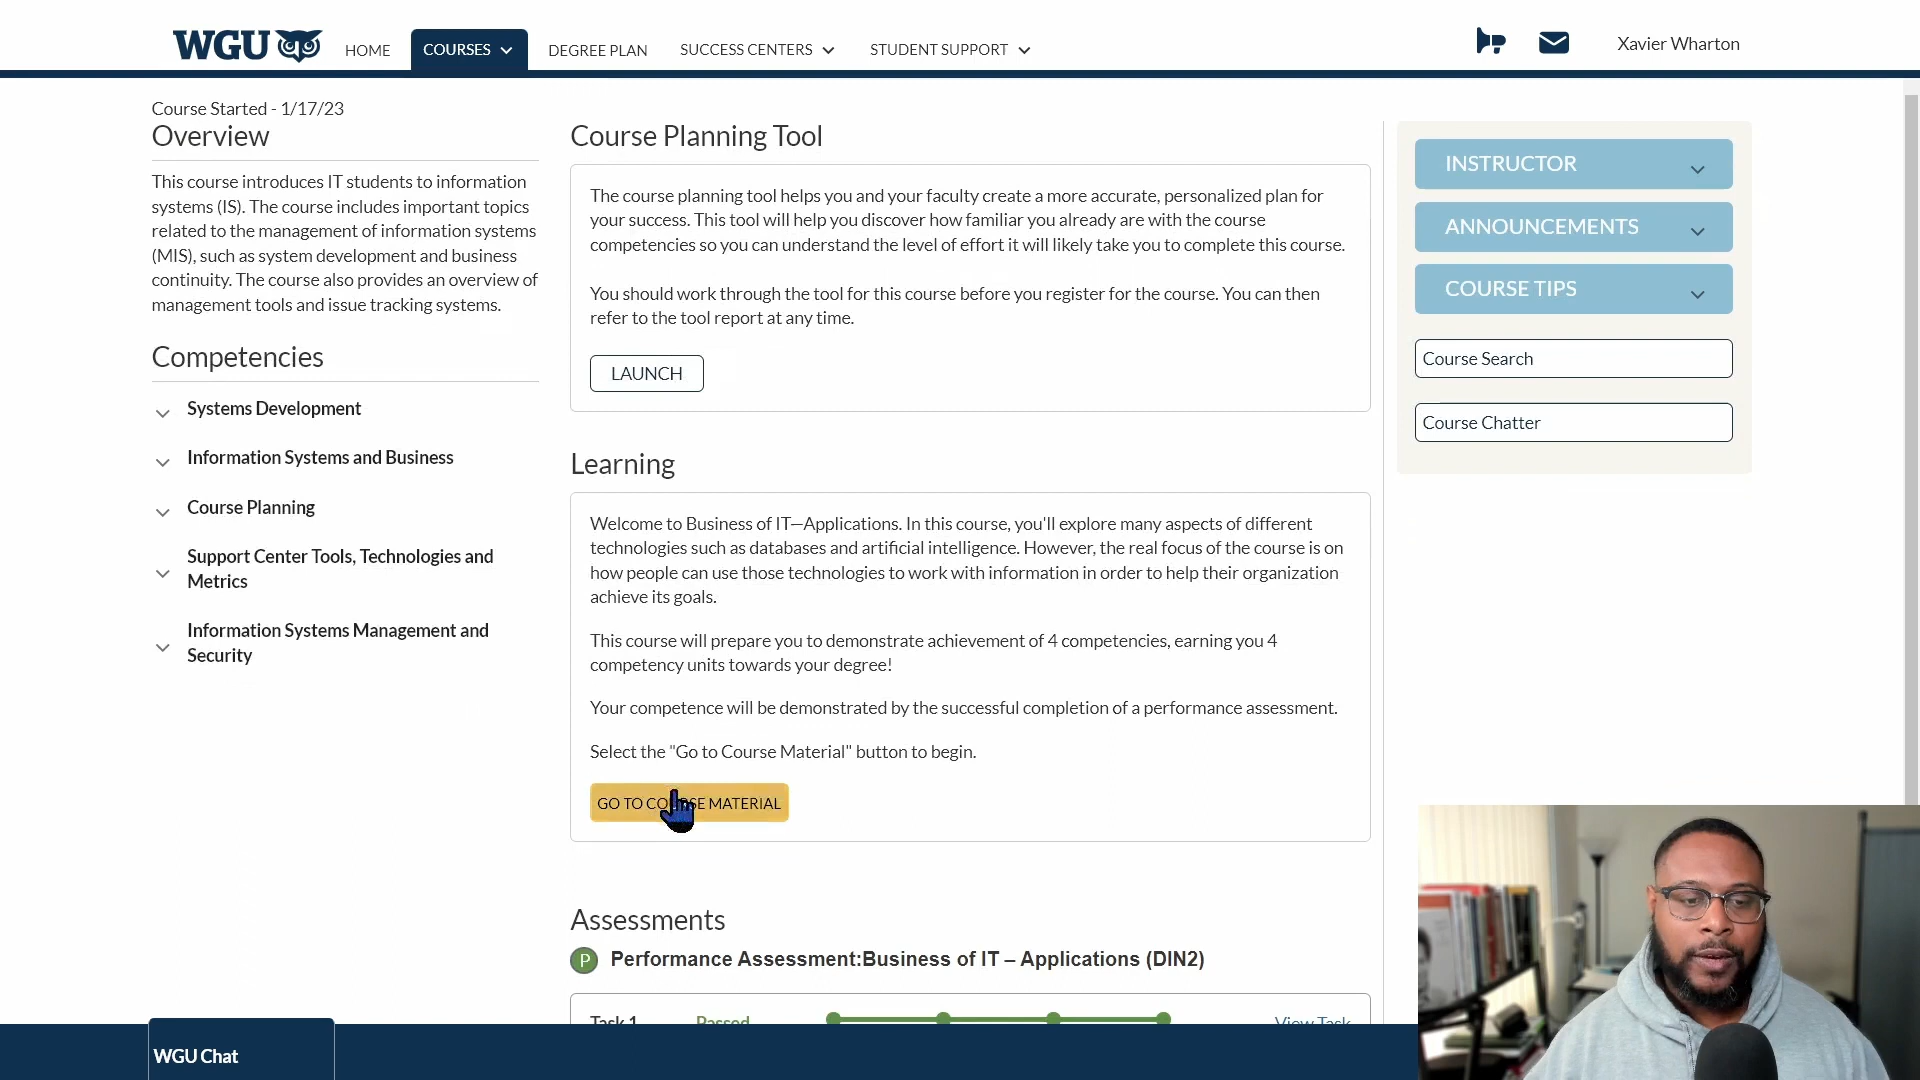 WGU
HOME
COURSES
DEGREE PLAN
SUCCESS CENTERS
STUDENT SUPPORT
Xavier Wharton
Course Started - 1/17/23
Overview
This course introduces IT students to information
systems (IS). The course includes important topics
related to the management of information systems
(MIS), such as system development and business
continuity. The course also provides an overview of
management tools and issue tracking systems.
Competencies
Systems Development
Information Systems and Business
Course Planning
Support Center Tools, Technologies and
Metrics
Information Systems Management and
Security
Course Planning Tool
The course planning tool helps you and your faculty create a more accurate, personalized plan for
your success. This tool will help you discover how familiar you already are with the course
competencies so you can understand the level of effort it will likely take you to complete this course.
You should work through the tool for this course before you register for the course. You can then
refer to the tool report at any time.
LAUNCH
Learning
Welcome to Business of IT—Applications. In this course, you'll explore many aspects of different
technologies such as databases and artificial intelligence. However, the real focus of the course is on
how people can use those technologies to work with information in order to help their organization
achieve its goals.
This course will prepare you to demonstrate achievement of 4 competencies, earning you 4
competency units towards your degree!
Your competence will be demonstrated by the successful completion of a performance assessment.
Select the "Go to Course Material" button to begin.
GO TO COURSE MATERIAL
Assessments
P Performance Assessment:Business of IT – Applications (DIN2)
Task 1 Passed View Task
INSTRUCTOR
ANNOUNCEMENTS
COURSE TIPS
Course Search
Course Chatter
WGU Chat